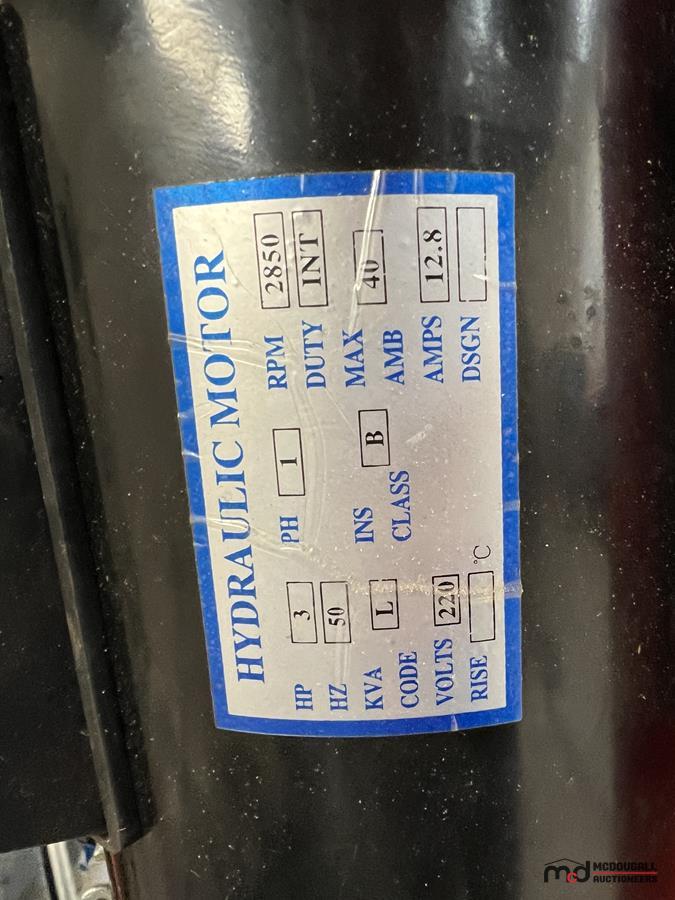 HYDRAULIC MOTOR
HP 3 PH 1 RPM 2850
HZ 50 DUTY INT
KVA CODE L INS CLASS B MAX AMB 40
VOLTS 220 AMPS 12.8
RISE °C DSGN
mcd MCDOUGALL
AUCTIONEERS